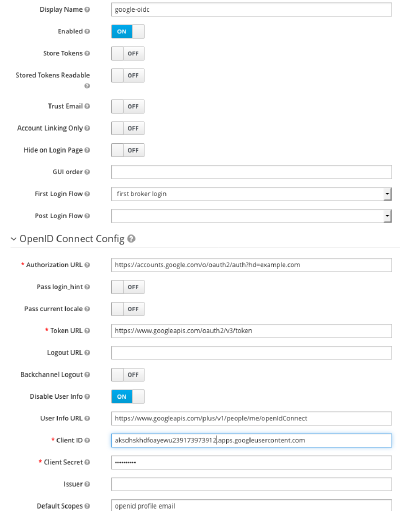 Display Name google-oidc
Enabled ON
Store Tokens OFF
Stored Tokens Readable OFF
Trust Email OFF
Account Linking Only OFF
Hide on Login Page OFF
GUI order
First Login Flow first broker login
Post Login Flow
OpenID Connect Config
* Authorization URL https://accounts.google.com/o/oauth2/auth?hd=example.com
Pass login_hint OFF
Pass current locale OFF
* Token URL https://www.googleapis.com/oauth2/v3/token
Logout URL
Backchannel Logout OFF
Disable User Info ON
User Info URL https://www.googleapis.com/plus/v1/people/me/openIdConnect
* Client ID aksdhskhdfoayewu239173973912.apps.googleusercontent.com
* Client Secret ··········
Issuer
Default Scopes openid profile email